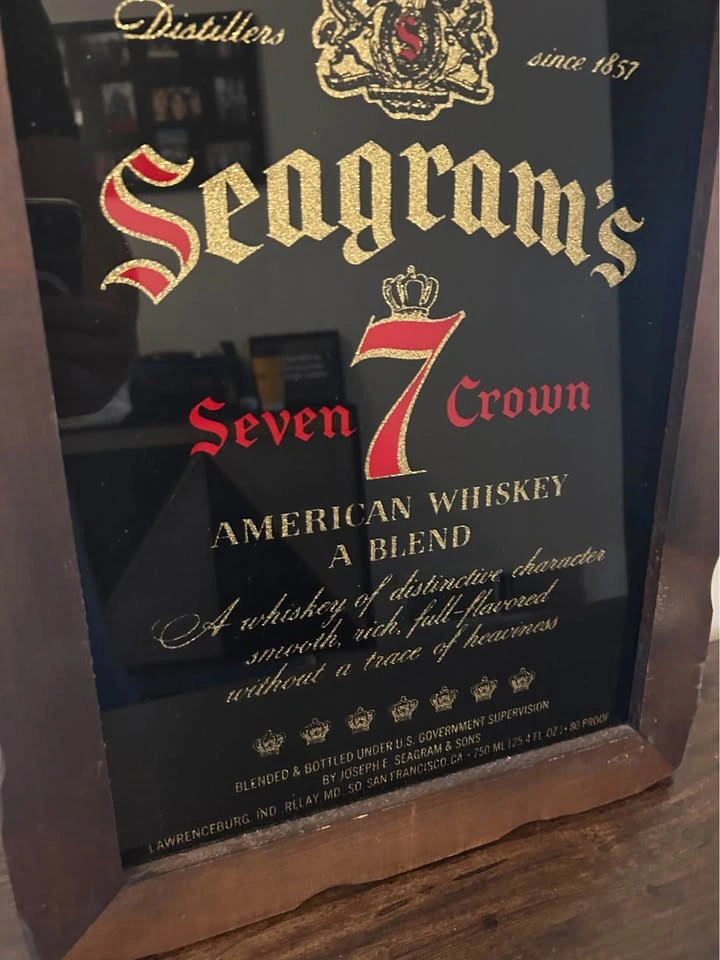 Distillers
S
since 1857
Seagram's
7
Seven Crown
AMERICAN WHISKEY
A BLEND
A whiskey of distinctive character
smooth, rich, full-flavored
without a trace of heaviness
BLENDED & BOTTLED UNDER U.S. GOVERNMENT SUPERVISION
BY JOSEPH E. SEAGRAM & SONS
LAWRENCEBURG, IND., RELAY MD. SO. SAN FRANCISCO, CA • 750 ML (25.4 FL. OZ.) • 80 PROOF